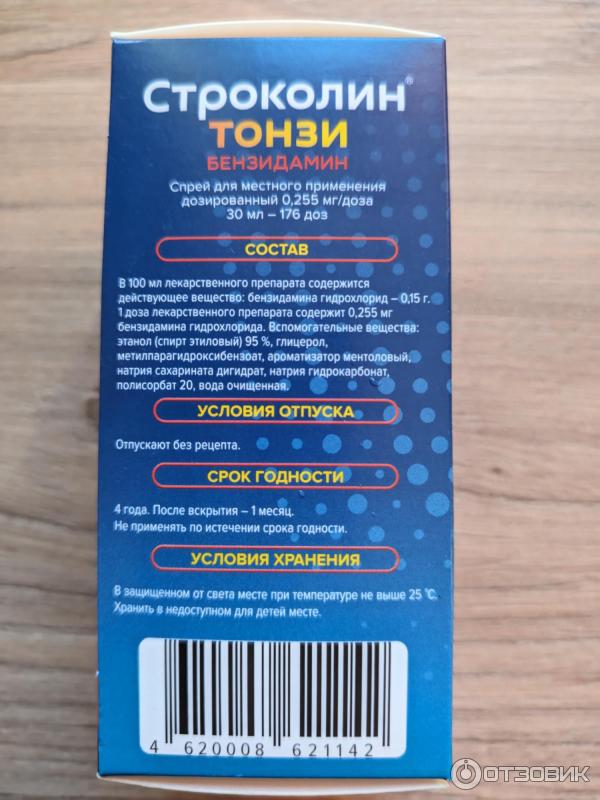 Строколин®
ТОНЗИ
БЕНЗИДАМИН
Спрей для местного применения
дозированный 0,255 мг/доза
30 мл – 176 доз
СОСТАВ
В 100 мл лекарственного препарата содержится
действующее вещество: бензидамина гидрохлорид – 0,15 г.
1 доза лекарственного препарата содержит 0,255 мг
бензидамина гидрохлорида. Вспомогательные вещества:
этанол (спирт этиловый) 95 %, глицерол,
метилпарагидроксибензоат, ароматизатор ментоловый,
натрия сахарината дигидрат, натрия гидрокарбонат,
полисорбат 20, вода очищенная.
УСЛОВИЯ ОТПУСКА
Отпускают без рецепта.
СРОК ГОДНОСТИ
4 года. После вскрытия – 1 месяц.
Не применять по истечении срока годности.
УСЛОВИЯ ХРАНЕНИЯ
В защищенном от света месте при температуре не выше 25 °C.
Хранить в недоступном для детей месте.
4 620008 621142
ОТЗОВИК